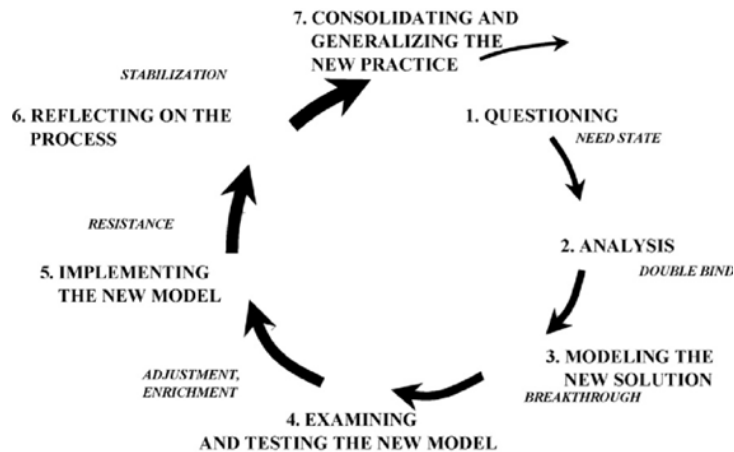 7. CONSOLIDATING AND
GENERALIZING THE
NEW PRACTICE
STABILIZATION
6. REFLECTING ON THE
PROCESS
1. QUESTIONING
NEED STATE
RESISTANCE
2. ANALYSIS
DOUBLE BIND
5. IMPLEMENTING
THE NEW MODEL
3. MODELING THE
NEW SOLUTION
BREAKTHROUGH
ADJUSTMENT,
ENRICHMENT
4. EXAMINING
AND TESTING THE NEW MODEL